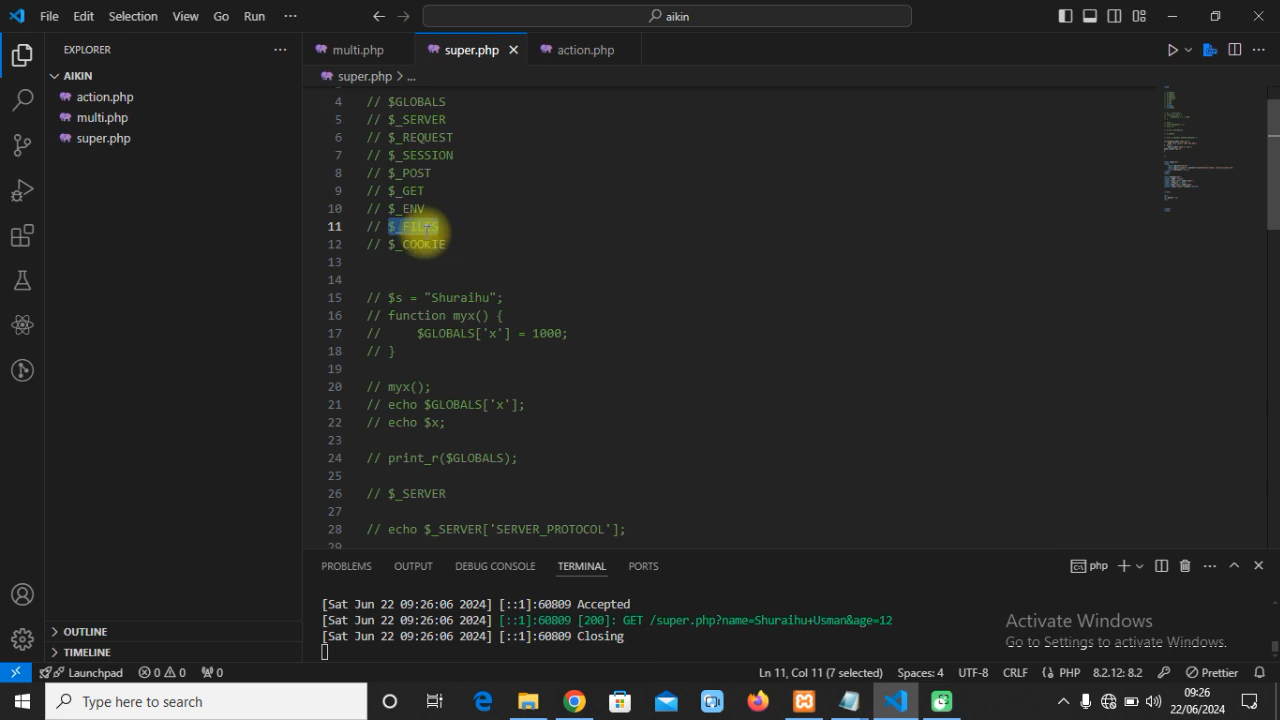 File Edit Selection View Go Run ··· aikin
EXPLORER ···
AIKIN
action.php
multi.php
super.php
OUTLINE
TIMELINE
multi.php super.php action.php
super.php > ...
4 // $GLOBALS
5 // $_SERVER
6 // $_REQUEST
7 // $_SESSION
8 // $_POST
9 // $_GET
10 // $_ENV
11 // $_FILES
12 // $_COOKIE
13
14
15 // $s = "Shuraihu";
16 // function myx() {
17 //     $GLOBALS['x'] = 1000;
18 // }
19
20 // myx();
21 // echo $GLOBALS['x'];
22 // echo $x;
23
24 // print_r($GLOBALS);
25
26 // $_SERVER
27
28 // echo $_SERVER['SERVER_PROTOCOL'];
29
PROBLEMS OUTPUT DEBUG CONSOLE TERMINAL PORTS php
[Sat Jun 22 09:26:06 2024] [::1]:60809 Accepted
[Sat Jun 22 09:26:06 2024] [::1]:60809 [200]: GET /super.php?name=Shuraihu+Usman&age=12
[Sat Jun 22 09:26:06 2024] [::1]:60809 Closing
Activate Windows
Go to Settings to activate Windows.
Launchpad 0 0 0 Ln 11, Col 11 (7 selected) Spaces: 4 UTF-8 CRLF PHP 8.2.12: 8.2 Prettier
Type here to search
09:26
22/06/2024